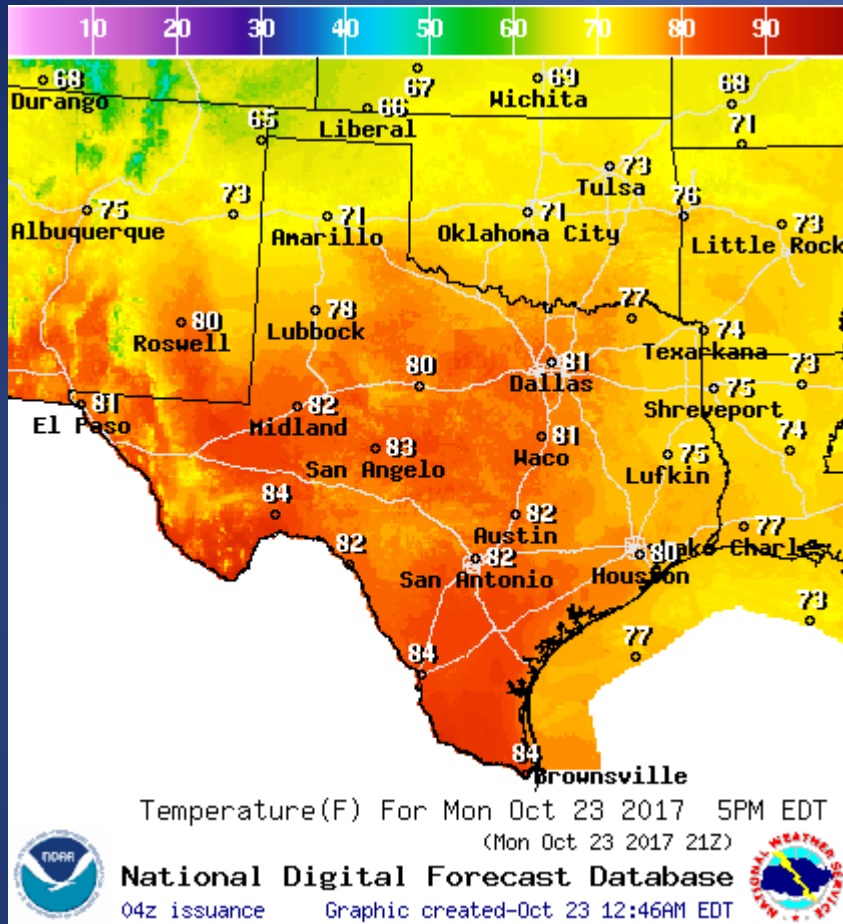 10 20 30 40 50 60 70 80 90
68
Durango
67
69
Wichita
66
Liberal
68
65
71
73
Tulsa
75
Albuquerque
73
71
Amarillo
71
Oklahoma City
76
73
Little Rock
80
Roswell
78
Lubbock
77
74
Texarkana
81
Dallas
80
73
75
Shreveport
81
El Paso
82
Midland
83
San Angelo
81
Waco
75
Lufkin
74
84
82
Austin
77
Lake Charles
82
82
San Antonio
80
Houston
73
77
84
84
Brownsville
Temperature(F) For Mon Oct 23 2017 5PM EDT
(Mon Oct 23 2017 21Z)
NOAA
National Digital Forecast Database
04z issuance Graphic created-Oct 23 12:46AM EDT
NATIONAL WEATHER SERVICE